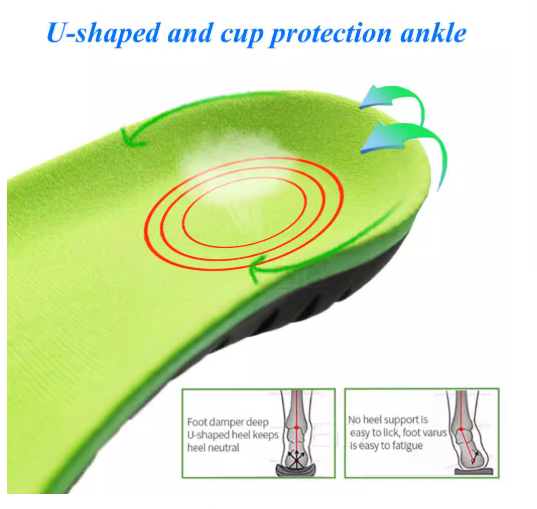 U-shaped and cup protection ankle
Foot damper deep
U-shaped heel keeps
heel neutral
No heel support is
easy to lick, foot varus
is easy to fatigue